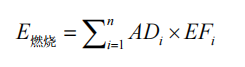 E燃烧 = ∑ⁿᵢ₌₁ ADᵢ × EFᵢ